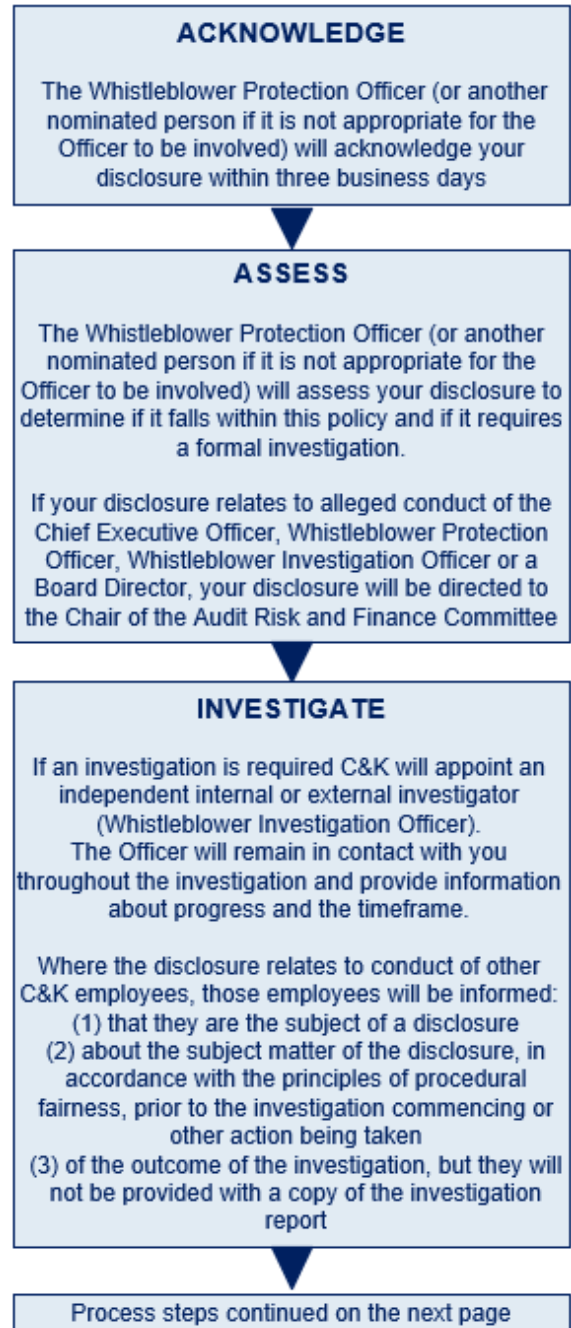 ACKNOWLEDGE
The Whistleblower Protection Officer (or another
nominated person if it is not appropriate for the
Officer to be involved) will acknowledge your
disclosure within three business days
ASSESS
The Whistleblower Protection Officer (or another
nominated person if it is not appropriate for the
Officer to be involved) will assess your disclosure to
determine if it falls within this policy and if it requires
a formal investigation.
If your disclosure relates to alleged conduct of the
Chief Executive Officer, Whistleblower Protection
Officer, Whistleblower Investigation Officer or a
Board Director, your disclosure will be directed to
the Chair of the Audit Risk and Finance Committee
INVESTIGATE
If an investigation is required C&K will appoint an
independent internal or external investigator
(Whistleblower Investigation Officer).
The Officer will remain in contact with you
throughout the investigation and provide information
about progress and the timeframe.
Where the disclosure relates to conduct of other
C&K employees, those employees will be informed:
(1) that they are the subject of a disclosure
(2) about the subject matter of the disclosure, in
accordance with the principles of procedural
fairness, prior to the investigation commencing or
other action being taken
(3) of the outcome of the investigation, but they will
not be provided with a copy of the investigation
report
Process steps continued on the next page